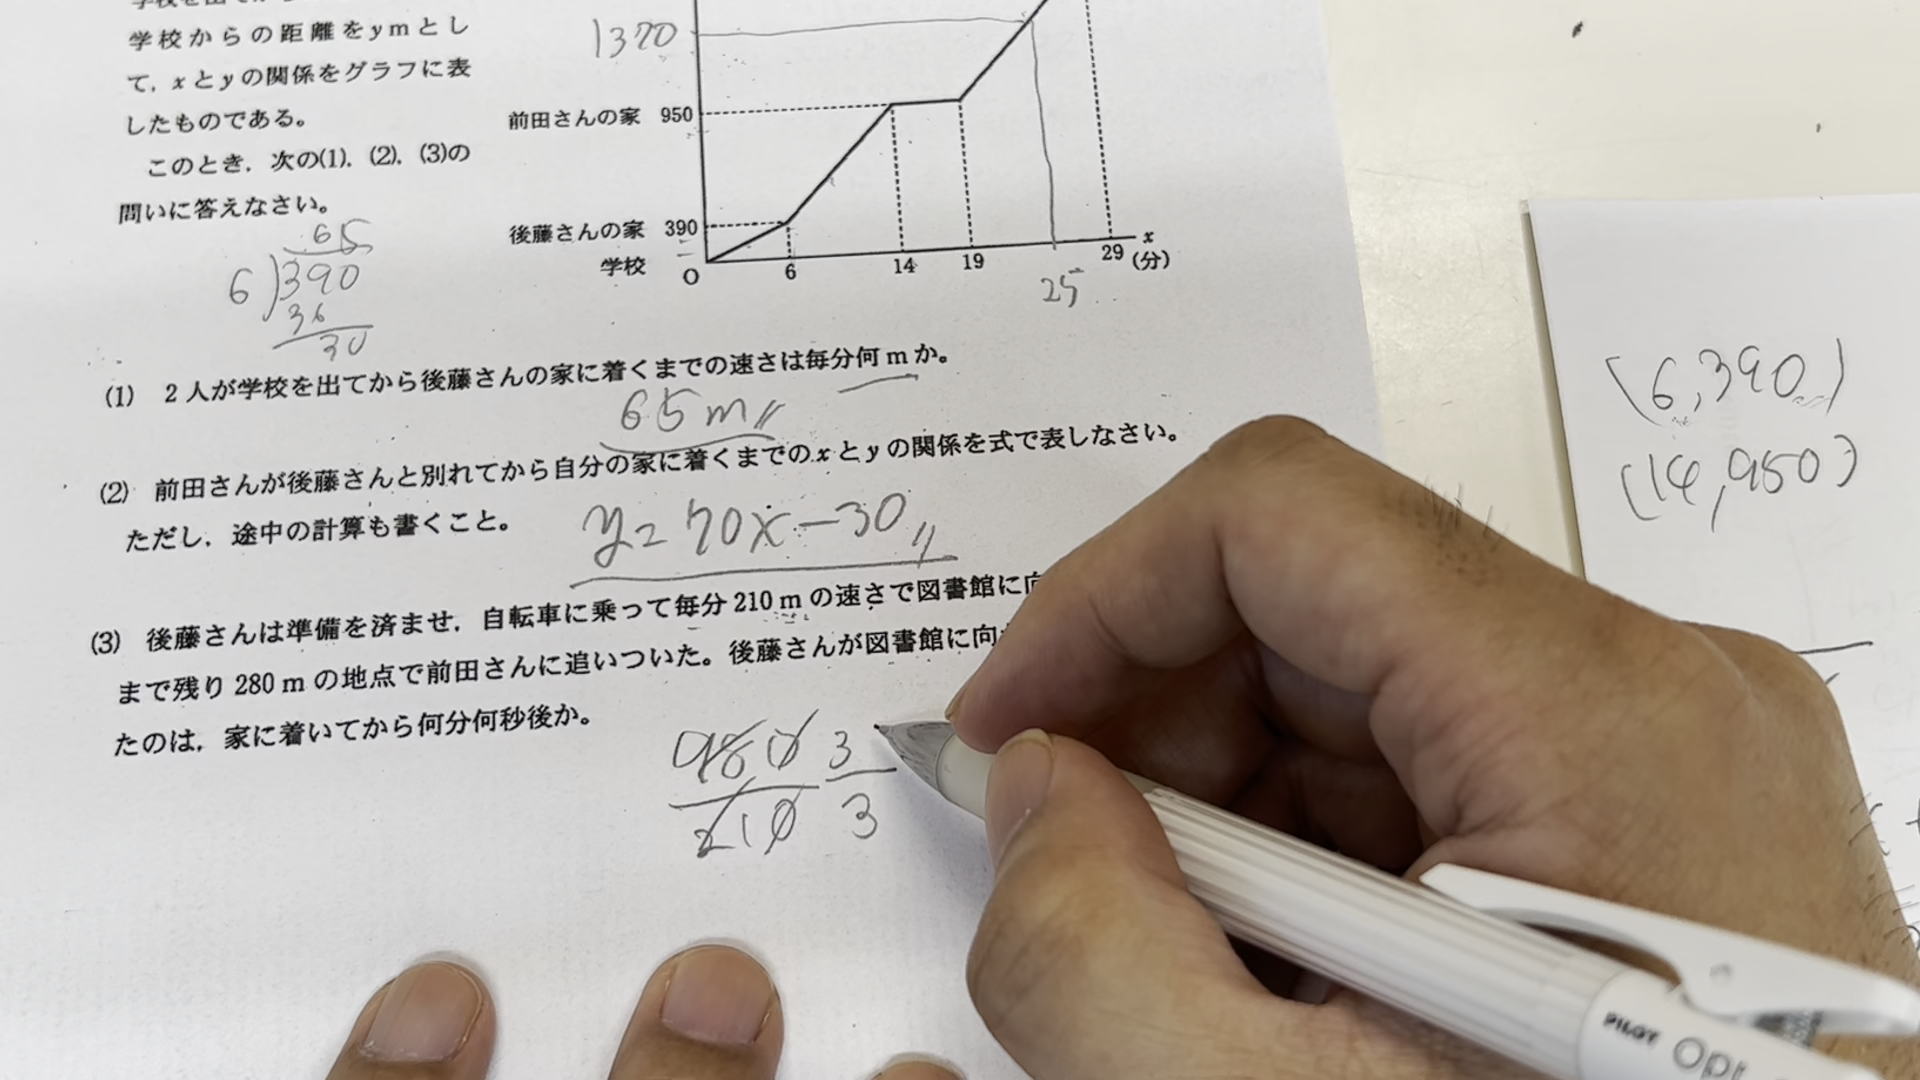 学校からの距離をymとし
て，xとyの関係をグラフに表
したものである。
このとき，次の(1)，(2)，(3)の
問いに答えなさい。
1370
前田さんの家 950
後藤さんの家 390
学校
O 6 14 19 29 x (分)
25
65
6)390
36
30
(1) 2人が学校を出てから後藤さんの家に着くまでの速さは毎分何mか。
65m
(2) 前田さんが後藤さんと別れてから自分の家に着くまでのxとyの関係を式で表しなさい。
ただし，途中の計算も書くこと。
y=70x-30
(3) 後藤さんは準備を済ませ，自転車に乗って毎分210mの速さで図書館に向
まで残り280mの地点で前田さんに追いついた。後藤さんが図書館に向
たのは，家に着いてから何分何秒後か。
980 3
210 3
(6,390)
(14,950)
PILOT Opt